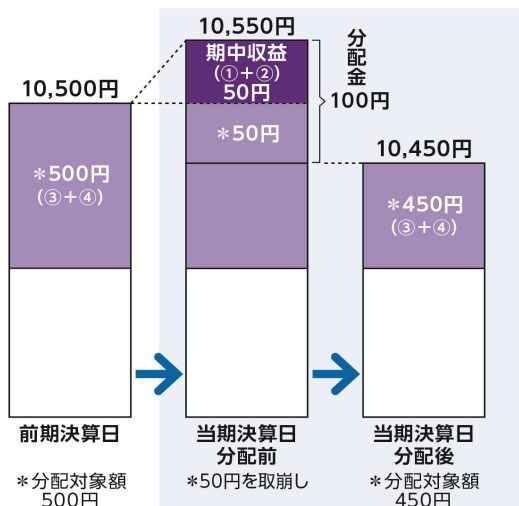 10,550円
10,500円
期中収益
(①+②)
50円
分配金
100円
*50円
10,450円
*500円
(③+④)
*450円
(③+④)
前期決算日
当期決算日
分配前
当期決算日
分配後
*分配対象額
500円
*50円を取崩し
*分配対象額
450円